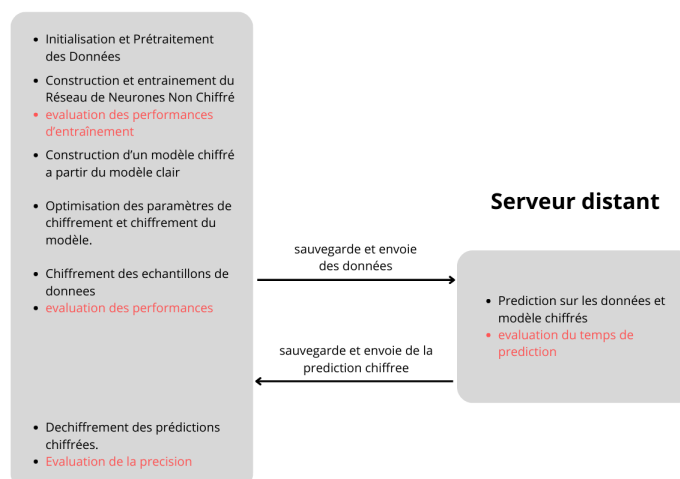 • Initialisation et Prétraitement
des Données
• Construction et entrainement du
Réseau de Neurones Non Chiffré
• evaluation des performances
d’entraînement
• Construction d’un modèle chiffré
a partir du modèle clair
• Optimisation des paramètres de
chiffrement et chiffrement du
modèle.
• Chiffrement des echantillons de
donnees
• evaluation des performances
• Dechiffrement des prédictions
chiffrées.
• Evaluation de la precision
sauvegarde et envoie
des données
sauvegarde et envoie de la
prediction chiffree
Serveur distant
• Prediction sur les données et
modèle chiffrés
• evaluation du temps de
prediction